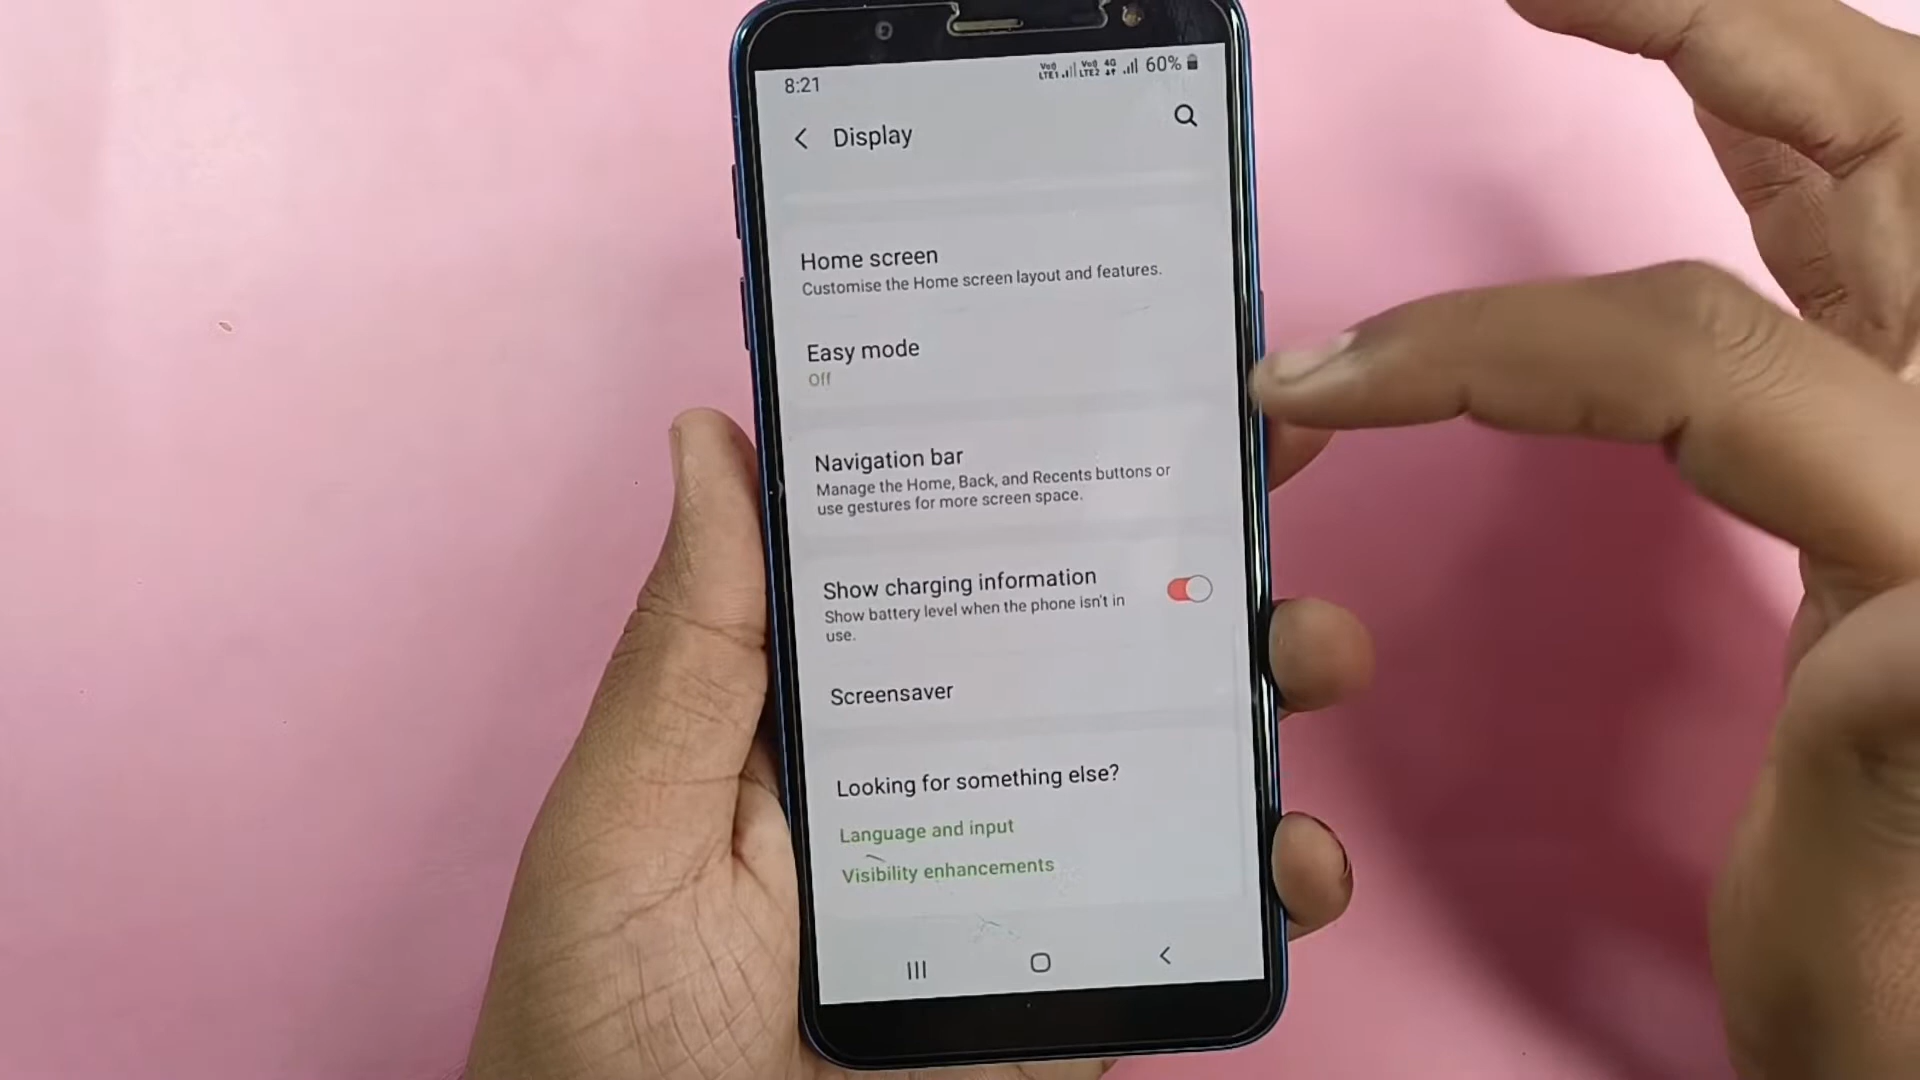 8:21
Vo)) LTE1 Vo)) LTE2 4G 60%
Display
Home screen
Customise the Home screen layout and features.
Easy mode
Off
Navigation bar
Manage the Home, Back, and Recents buttons or
use gestures for more screen space.
Show charging information
Show battery level when the phone isn't in
use.
Screensaver
Looking for something else?
Language and input
Visibility enhancements